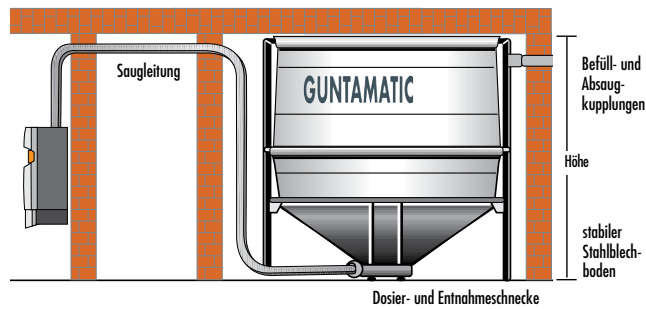 Saugleitung
GUNTAMATIC
Befüll- und
Absaug-
kupplungen
Höhe
stabiler
Stahlblech-
boden
Dosier- und Entnahmeschnecke